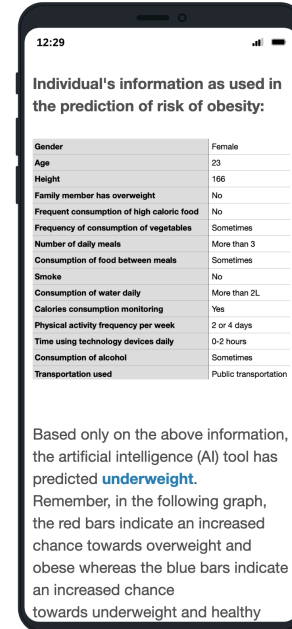 12:29
Individual's information as used in
the prediction of risk of obesity:
Gender Female
Age 23
Height 166
Family member has overweight No
Frequent consumption of high caloric food No
Frequency of consumption of vegetables Sometimes
Number of daily meals More than 3
Consumption of food between meals Sometimes
Smoke No
Consumption of water daily More than 2L
Calories consumption monitoring Yes
Physical activity frequency per week 2 or 4 days
Time using technology devices daily 0-2 hours
Consumption of alcohol Sometimes
Transportation used Public transportation
Based only on the above information,
the artificial intelligence (AI) tool has
predicted underweight.
Remember, in the following graph,
the red bars indicate an increased
chance towards overweight and
obese whereas the blue bars indicate
an increased chance
towards underweight and healthy